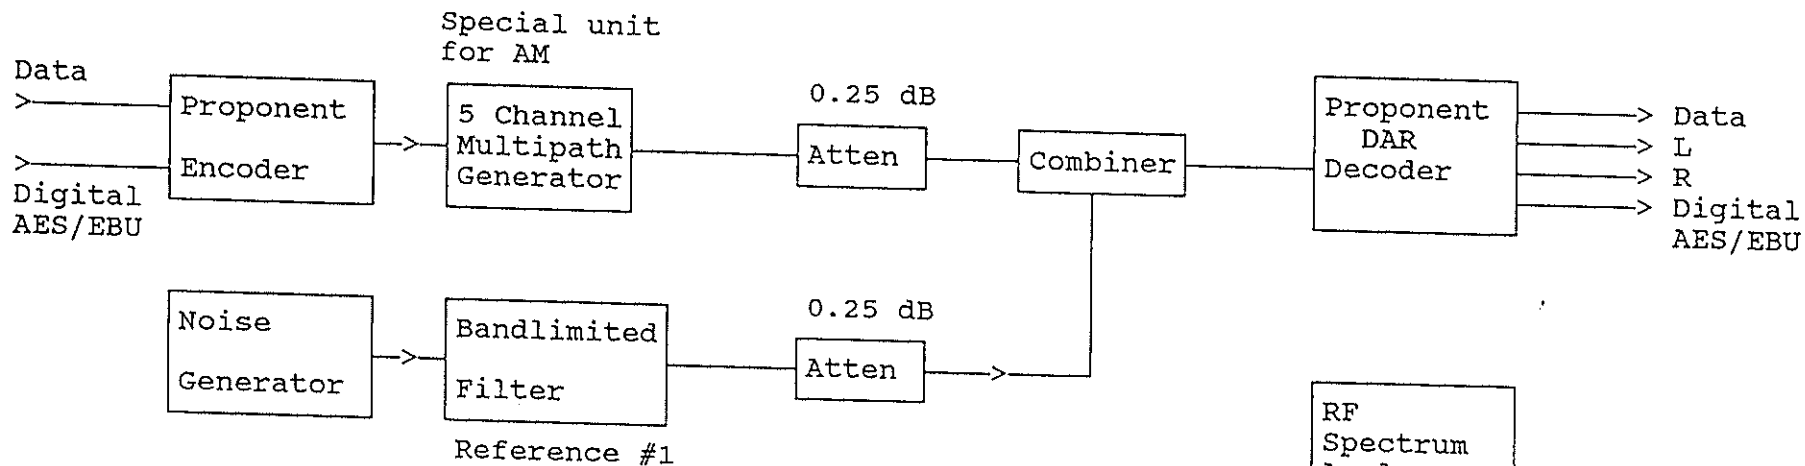 Special unit
for AM
Data
Proponent
Encoder
Digital
AES/EBU
5 Channel
Multipath
Generator
0.25 dB
Atten
Combiner
Proponent
DAR
Decoder
Data
L
R
Digital
AES/EBU
Noise
Generator
Bandlimited
Filter
Reference #1
0.25 dB
Atten
RF
Spectrum